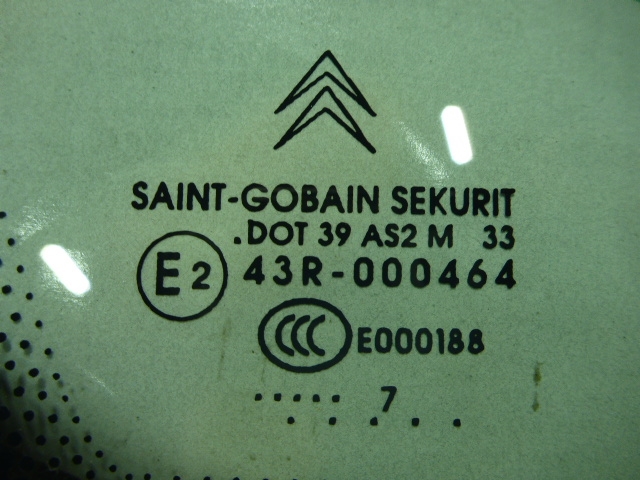 SAINT-GOBAIN SEKURIT
.DOT 39 AS2 M 33
E2 43R-000464
CCC E000188
..... 7
. . . . .